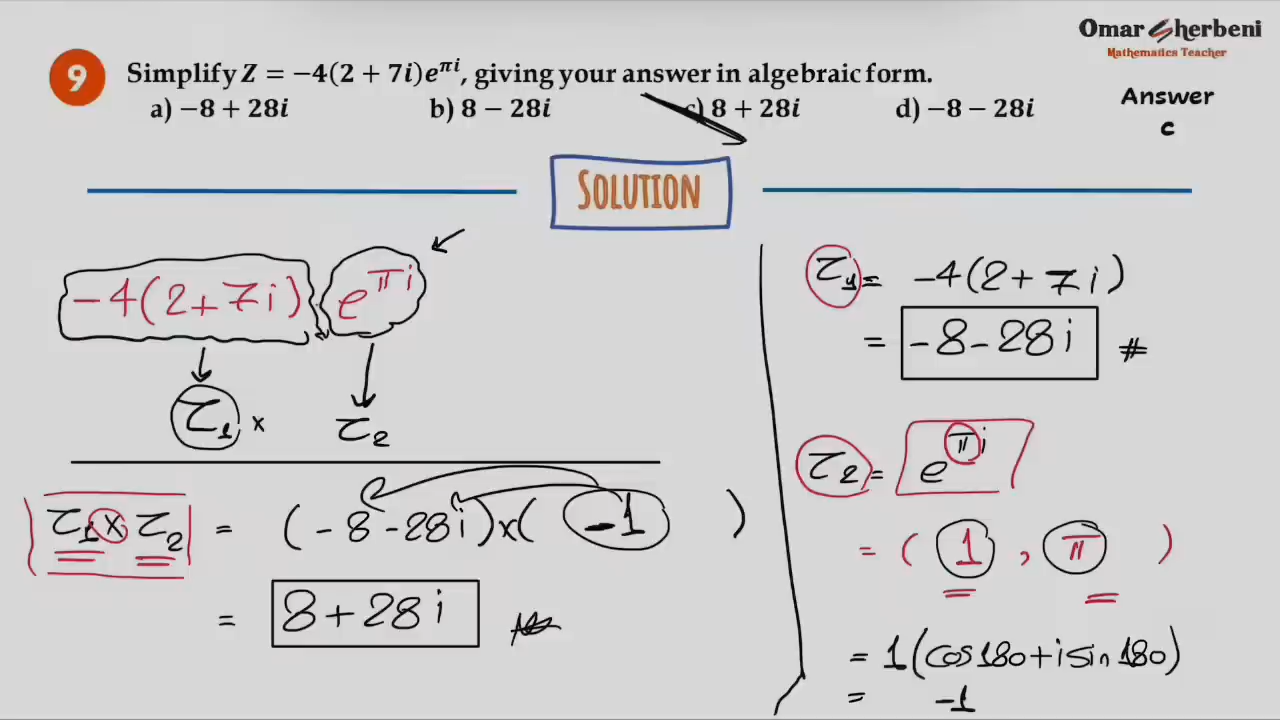 Omar Sherbeni
Mathematics Teacher
9 Simplify Z = −4(2 + 7i)e^{πi}, giving your answer in algebraic form.
a) −8 + 28i b) 8 − 28i c) 8 + 28i d) −8 − 28i
Answer
c
SOLUTION
-4(2+7i) e^{πi}
Z1 × Z2
Z1 × Z2 = (-8-28i)×( -1 )
= 8+28i
Z1 = -4(2+7i)
= -8-28i #
Z2 = e^{πi}
= ( 1 , π )
= 1(cos180+i sin 180)
= -1